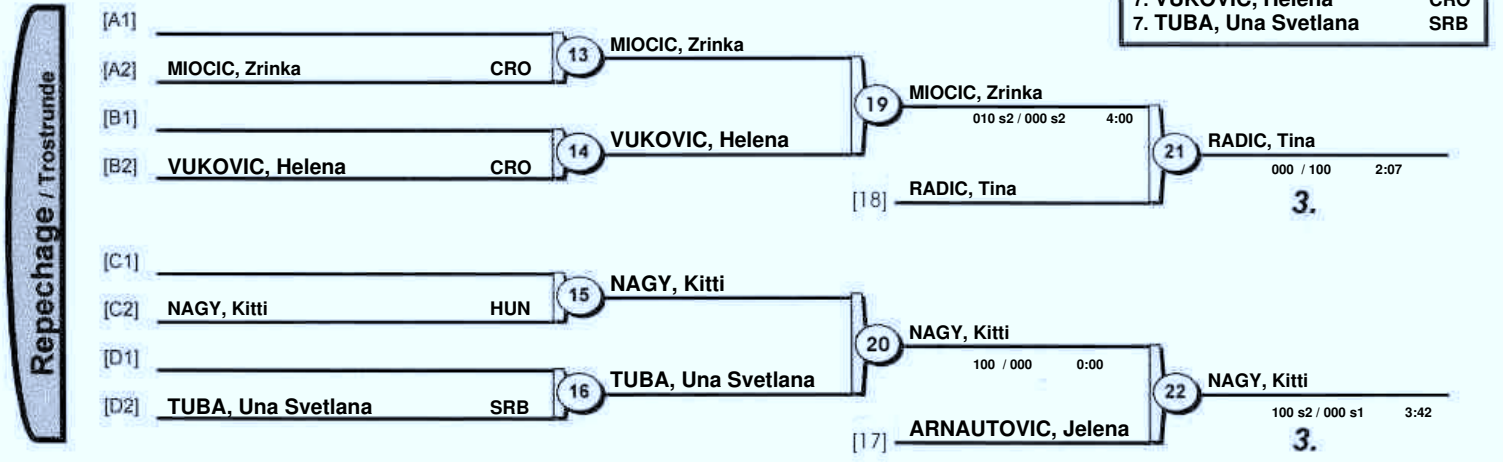 7. VUKOVIC, Helena CRO
7. TUBA, Una Svetlana SRB
Repechage / Trostrunde
[A1]
[A2] MIOCIC, Zrinka CRO
13 MIOCIC, Zrinka
[B1]
[B2] VUKOVIC, Helena CRO
14 VUKOVIC, Helena
19 MIOCIC, Zrinka
010 s2 / 000 s2 4:00
[18] RADIC, Tina
21 RADIC, Tina
000 / 100 2:07
3.
[C1]
[C2] NAGY, Kitti HUN
15 NAGY, Kitti
[D1]
[D2] TUBA, Una Svetlana SRB
16 TUBA, Una Svetlana
20 NAGY, Kitti
100 / 000 0:00
[17] ARNAUTOVIC, Jelena
22 NAGY, Kitti
100 s2 / 000 s1 3:42
3.